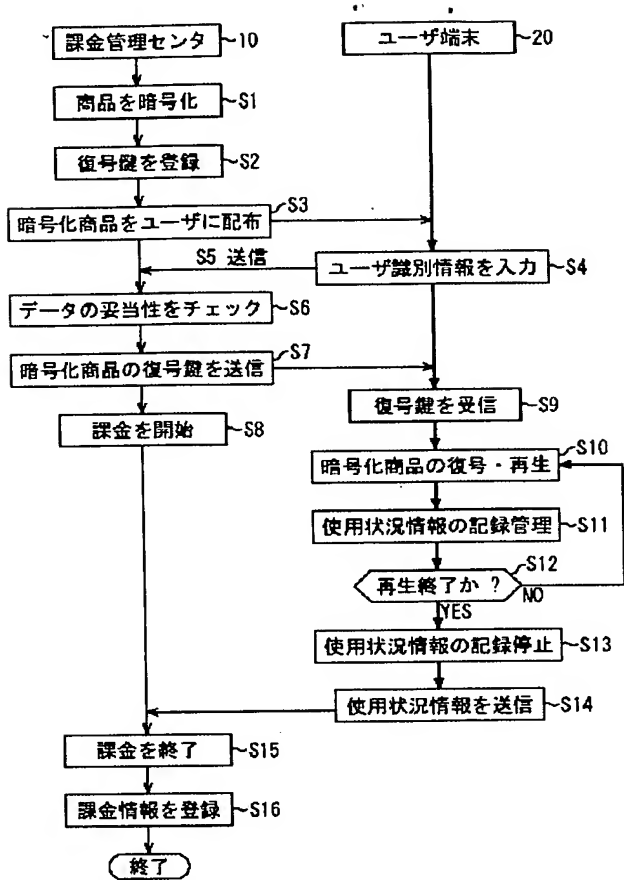 課金管理センタ 10
ユーザ端末 20
商品を暗号化 S1
復号鍵を登録 S2
暗号化商品をユーザに配布 S3
ユーザ識別情報を入力 S4
S5 送信
データの妥当性をチェック S6
暗号化商品の復号鍵を送信 S7
課金を開始 S8
復号鍵を受信 S9
暗号化商品の復号・再生 S10
使用状況情報の記録管理 S11
再生終了か ? S12
NO
YES
使用状況情報の記録停止 S13
使用状況情報を送信 S14
課金を終了 S15
課金情報を登録 S16
終了